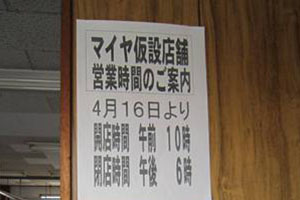 マイヤ仮設店舗
営業時間のご案内
4月16日より
開店時間 午前 10時
閉店時間 午後 6時